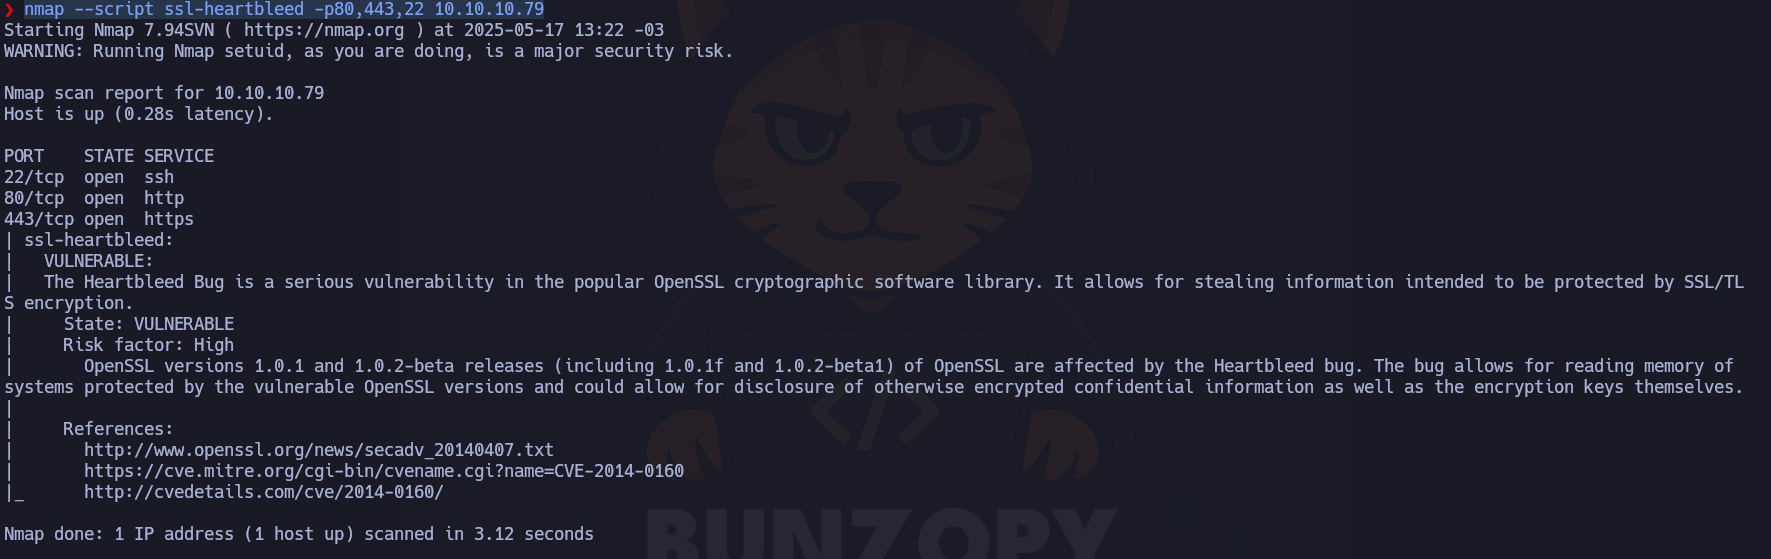 ❯ nmap --script ssl-heartbleed -p80,443,22 10.10.10.79
Starting Nmap 7.94SVN ( https://nmap.org ) at 2025-05-17 13:22 -03
WARNING: Running Nmap setuid, as you are doing, is a major security risk.
Nmap scan report for 10.10.10.79
Host is up (0.28s latency).
PORT    STATE SERVICE
22/tcp  open  ssh
80/tcp  open  http
443/tcp open  https
| ssl-heartbleed:
|   VULNERABLE:
|   The Heartbleed Bug is a serious vulnerability in the popular OpenSSL cryptographic software library. It allows for stealing information intended to be protected by SSL/TL
S encryption.
|     State: VULNERABLE
|     Risk factor: High
|       OpenSSL versions 1.0.1 and 1.0.2-beta releases (including 1.0.1f and 1.0.2-beta1) of OpenSSL are affected by the Heartbleed bug. The bug allows for reading memory of
systems protected by the vulnerable OpenSSL versions and could allow for disclosure of otherwise encrypted confidential information as well as the encryption keys themselves.
|
|     References:
|       http://www.openssl.org/news/secadv_20140407.txt
|       https://cve.mitre.org/cgi-bin/cvename.cgi?name=CVE-2014-0160
|_      http://cvedetails.com/cve/2014-0160/
Nmap done: 1 IP address (1 host up) scanned in 3.12 seconds
</> 
BUNZOPY